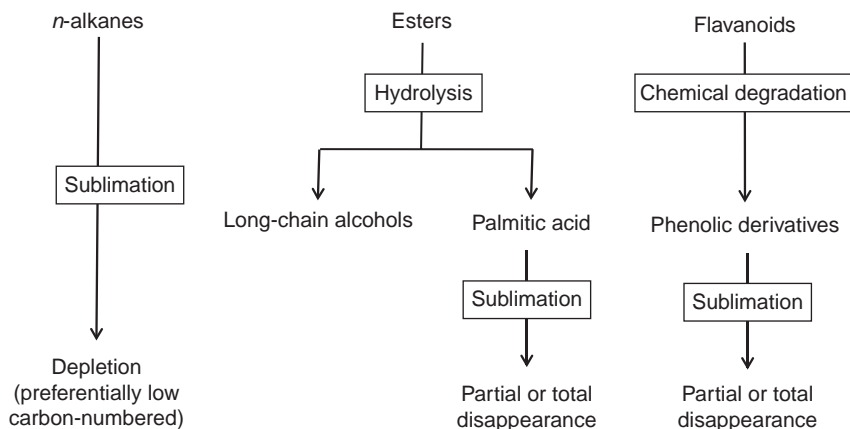 n-alkanes
Esters
Flavanoids
Hydrolysis
Chemical degradation
Sublimation
Long-chain alcohols
Palmitic acid
Phenolic derivatives
Sublimation
Sublimation
Depletion
(preferentially low
carbon-numbered)
Partial or total
disappearance
Partial or total
disappearance